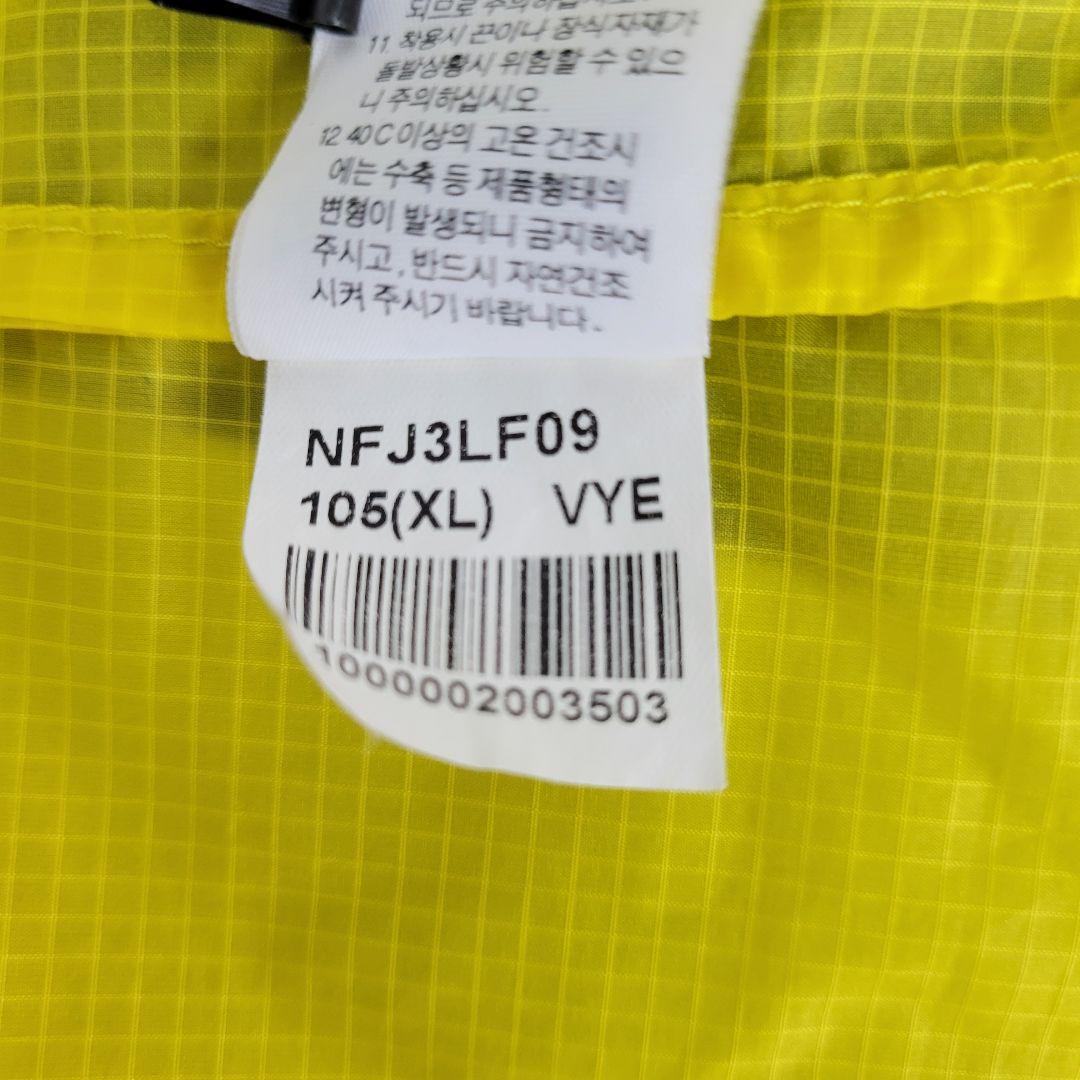 되므로 주의하십시오.
11. 착용시 끈이나 장식자재가
돌발상황시 위험할 수 있으
니 주의하십시오.
12 40C이상의 고온 건조시
에는 수축 등 제품형태의
변형이 발생되니 금지하여
주시고, 반드시 자연건조
시켜 주시기 바랍니다.
NFJ3LF09
105(XL) VYE
1000002003503